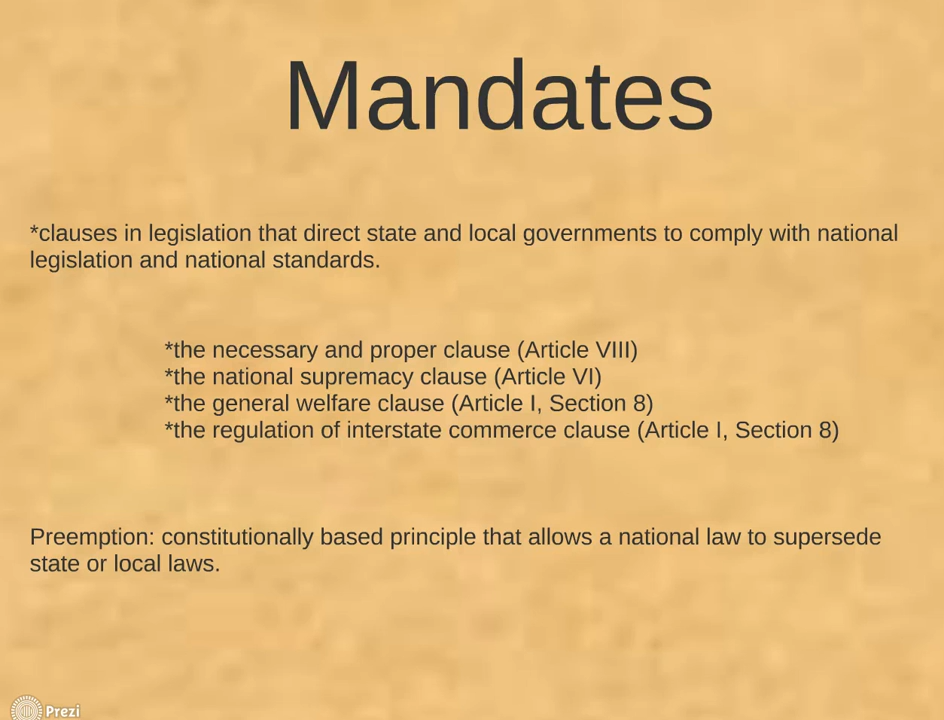 Mandates
*clauses in legislation that direct state and local governments to comply with national
legislation and national standards.
*the necessary and proper clause (Article VIII)
*the national supremacy clause (Article VI)
*the general welfare clause (Article I, Section 8)
*the regulation of interstate commerce clause (Article I, Section 8)
Preemption: constitutionally based principle that allows a national law to supersede
state or local laws.
Prezi